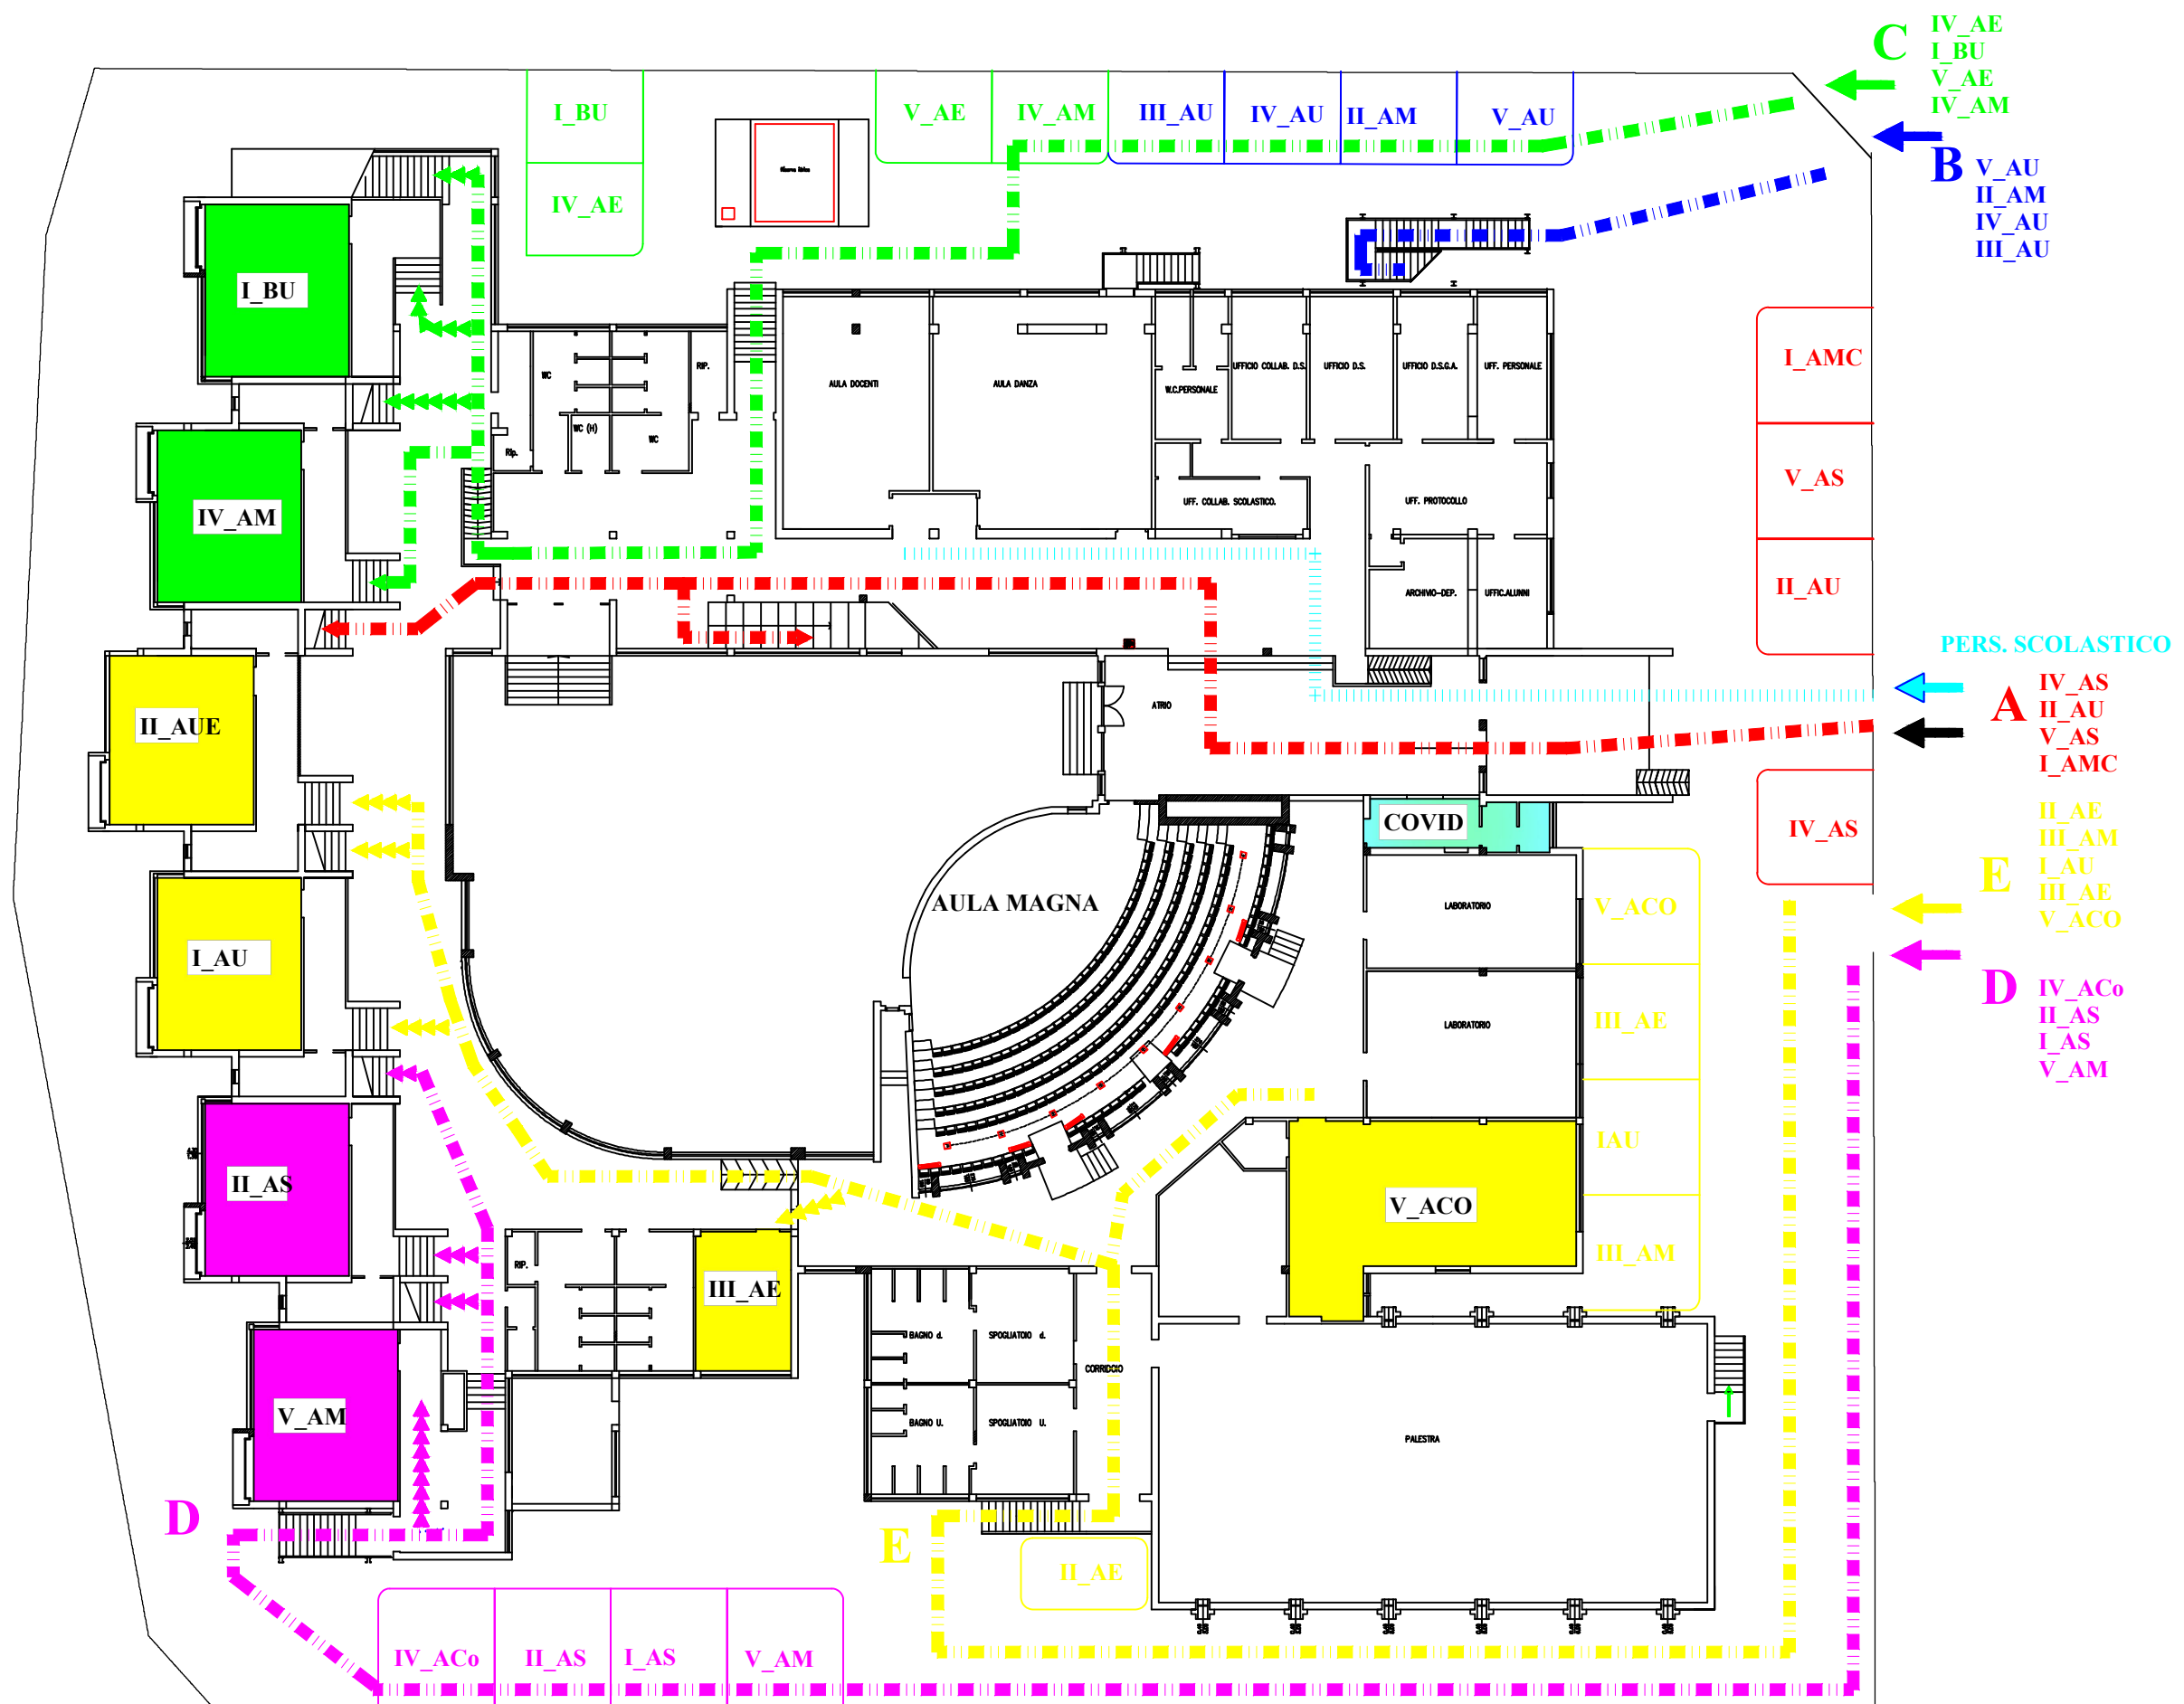 C
IV_AE
I_BU
V_AE
IV_AM
I_BU
V_AE
IV_AM
III_AU
IV_AU
II_AM
V_AU
B
V_AU
II_AM
IV_AU
III_AU
IV_AE
I_BU
WC
RIP.
WC (H)
WC
Rip.
AULA DOCENTI
AULA DANZA
W.C.PERSONALE
UFFICIO COLLAB. D.S.
UFFICIO D.S.
UFFICIO D.S.G.A.
UFF. PERSONALE
I_AMC
V_AS
II_AU
IV_AM
UFF. COLLAB. SCOLASTICO.
UFF. PROTOCOLLO
ARCHIVIO-DEP.
UFFIC.ALUNNI
PERS. SCOLASTICO
A
IV_AS
II_AU
V_AS
I_AMC
ATRIO
II_AUE
COVID
IV_AS
E
II_AE
III_AM
I_AU
III_AE
V_ACO
AULA MAGNA
LABORATORIO
V_ACO
I_AU
D
IV_ACo
II_AS
I_AS
V_AM
LABORATORIO
III_AE
IAU
II_AS
V_ACO
III_AM
RIP.
III_AE
BAGNO d.
SPOGLIATOIO d.
CORRIDOIO
V_AM
BAGNO U.
SPOGLIATOIO U.
PALESTRA
D
E
II_AE
IV_ACo
II_AS
I_AS
V_AM